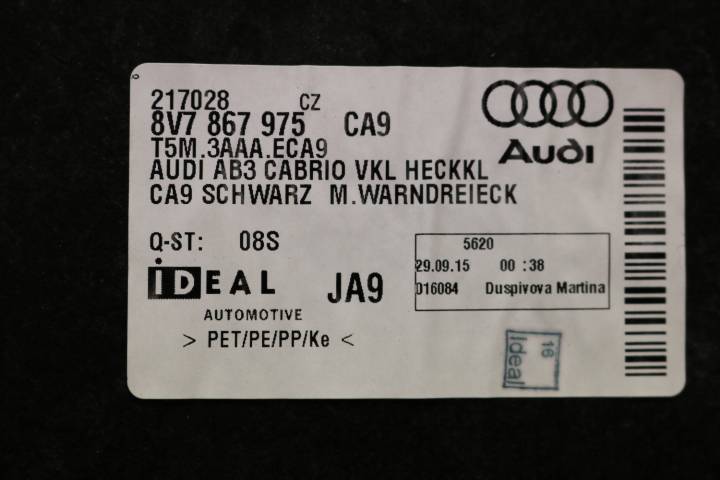 217028 CZ
8V7 867 975 CA9
T5M.3AAA.ECA9
AUDI AB3 CABRIO VKL HECKKL
CA9 SCHWARZ M.WARNDREIECK
Audi
Q-ST: 08S
5620
29.09.15 00 :38
016084 Duspivova Martina
IDEAL
AUTOMOTIVE
JA9
> PET/PE/PP/Ke <
16
Ideal